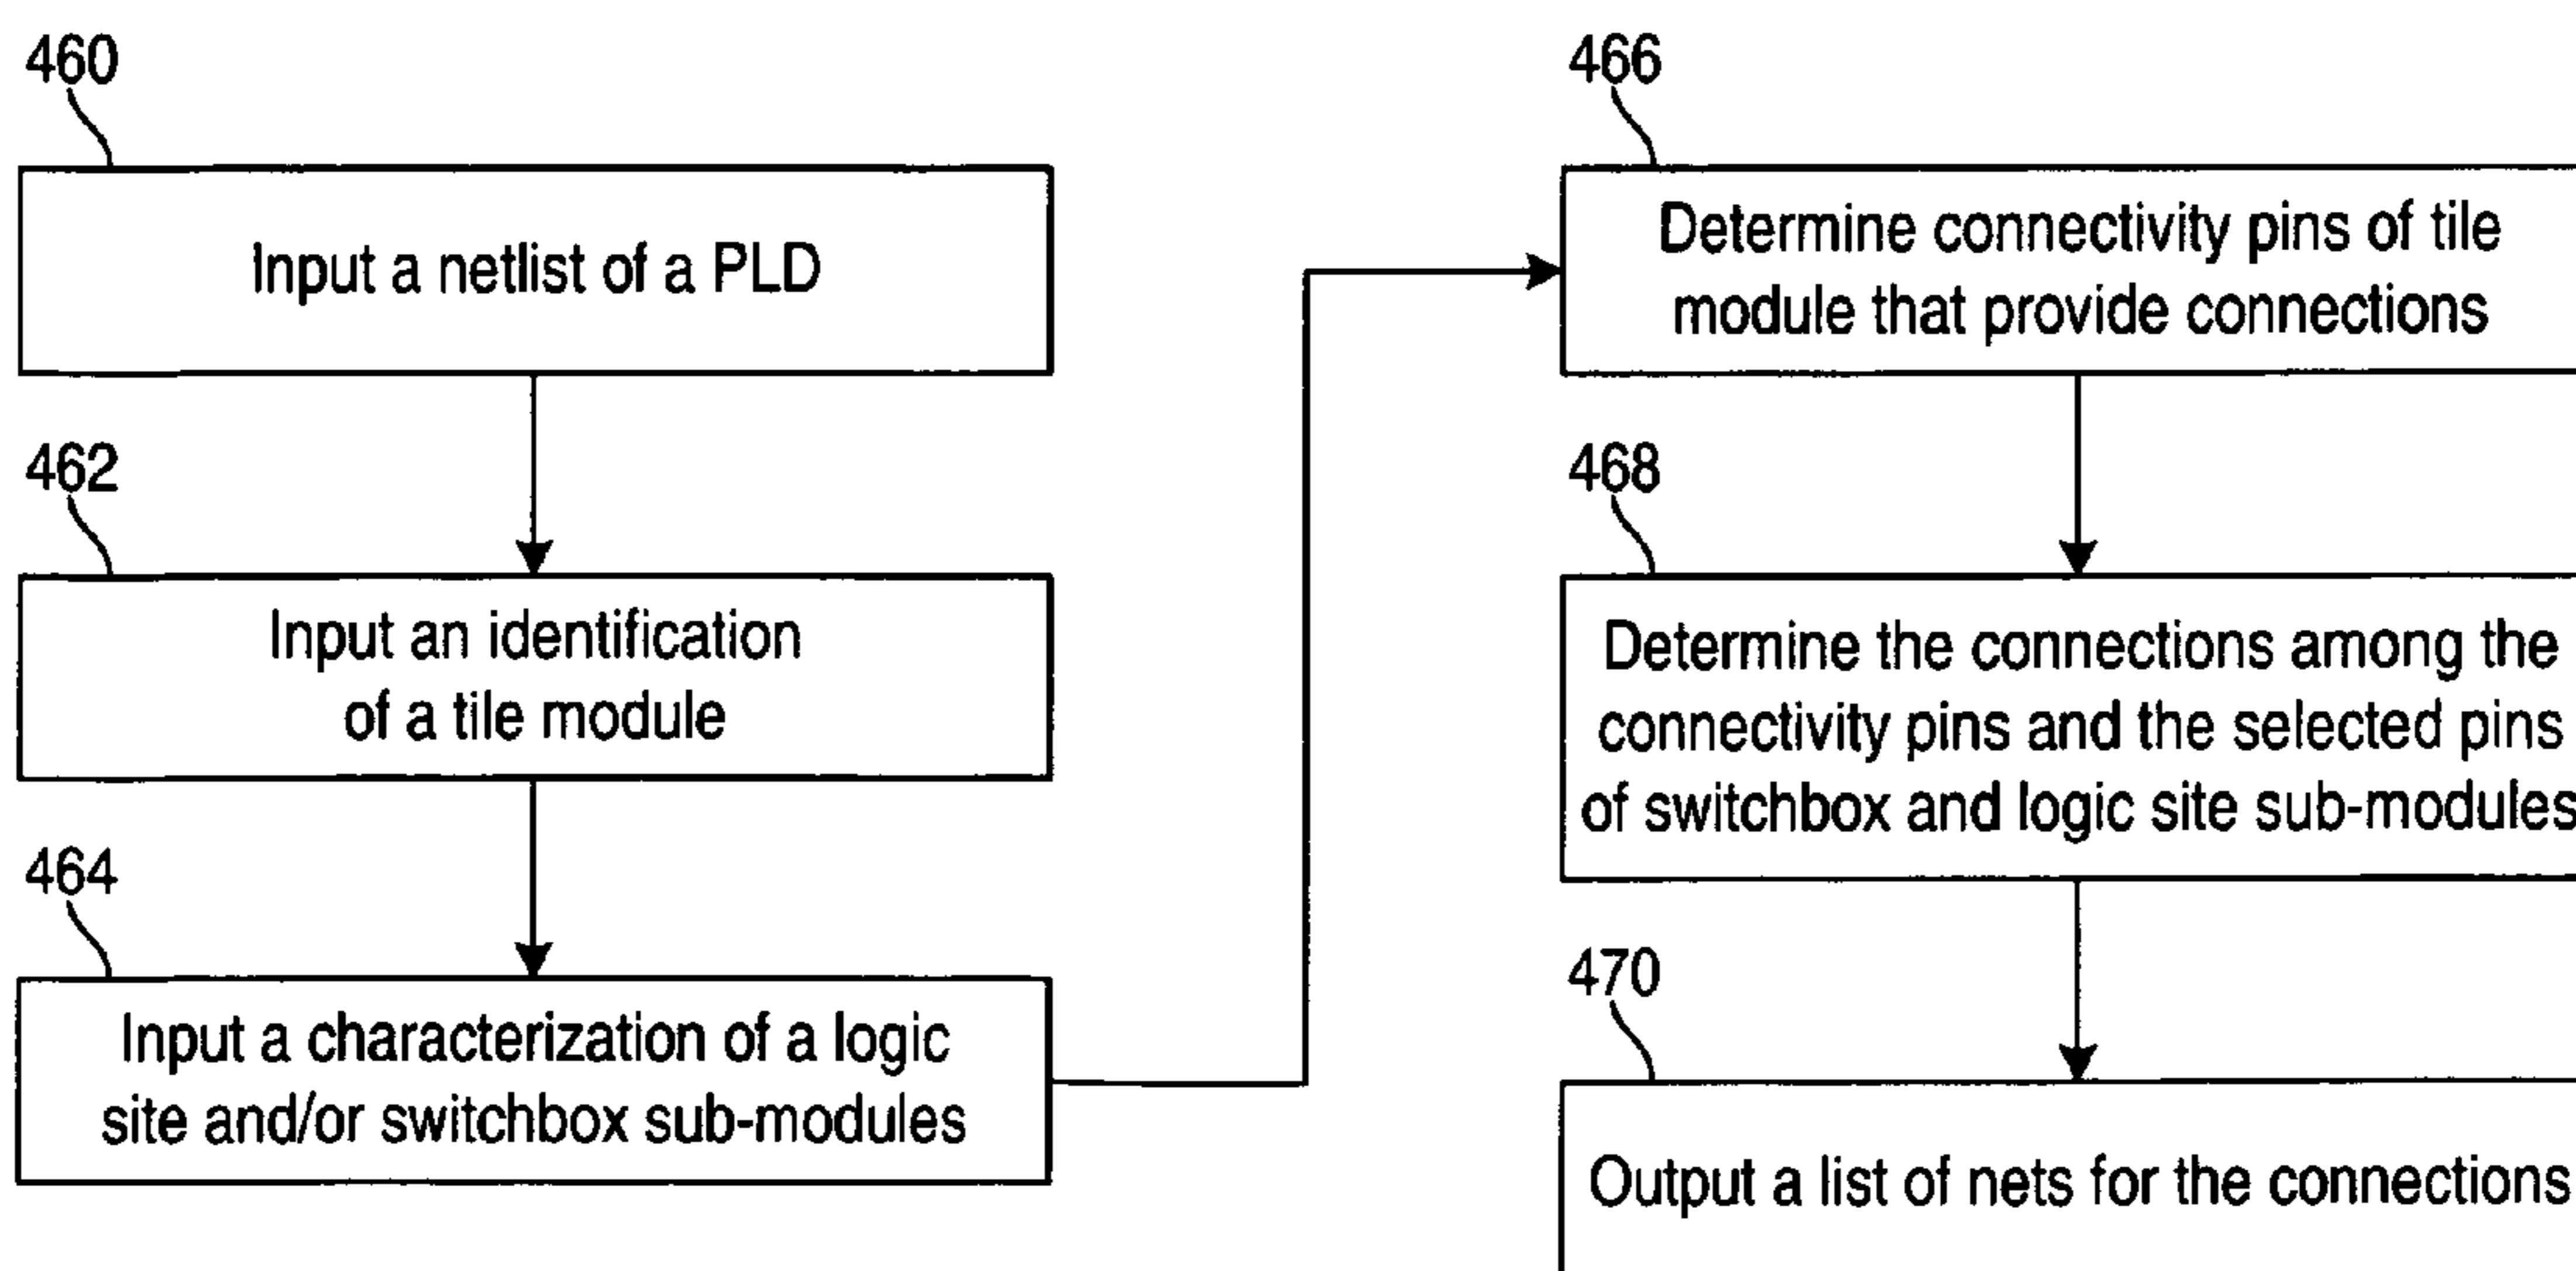 460
Input a netlist of a PLD
462
Input an identification
of a tile module
464
Input a characterization of a logic
site and/or switchbox sub-modules
466
Determine connectivity pins of tile
module that provide connections
468
Determine the connections among the
connectivity pins and the selected pins
of switchbox and logic site sub-modules
470
Output a list of nets for the connections